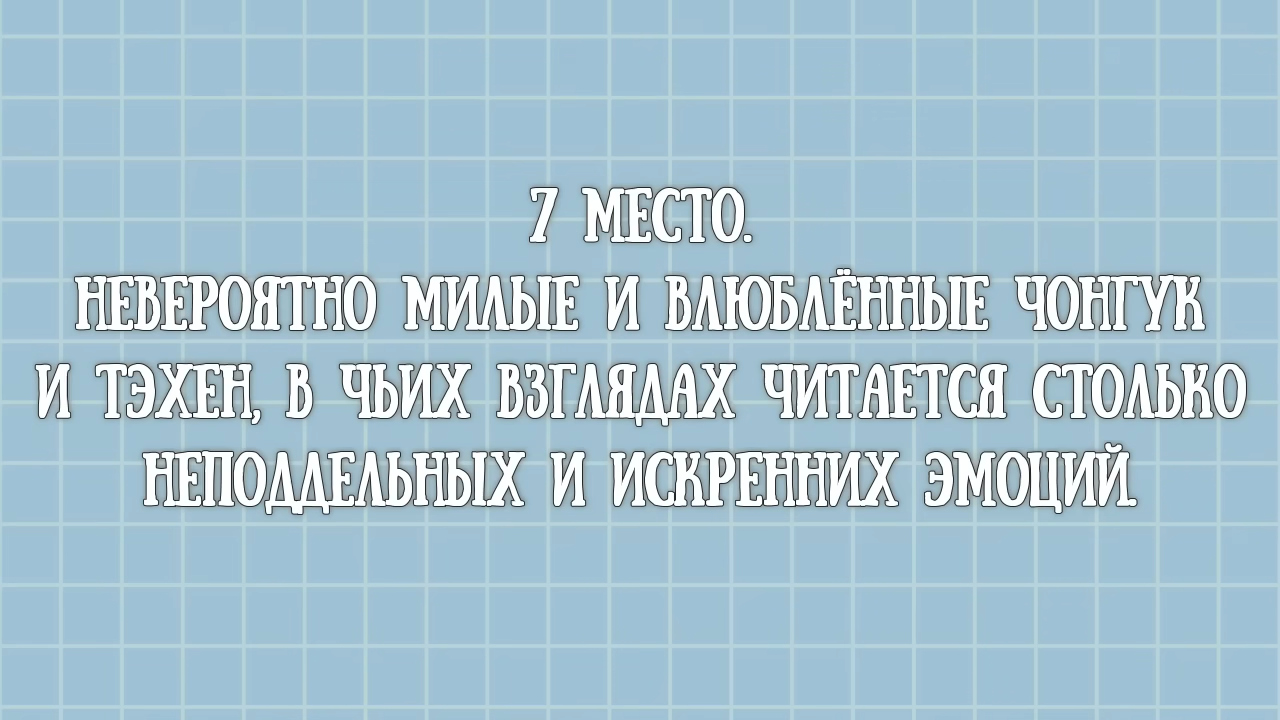 7 МЕСТО.
НЕВЕРОЯТНО МИЛЫЕ И ВЛЮБЛЁННЫЕ ЧОНГУК
И ТЭХЕН, В ЧЬИХ ВЗГЛЯДАХ ЧИТАЕТСЯ СТОЛЬКО
НЕПОДДЕЛЬНЫХ И ИСКРЕННИХ ЭМОЦИЙ.